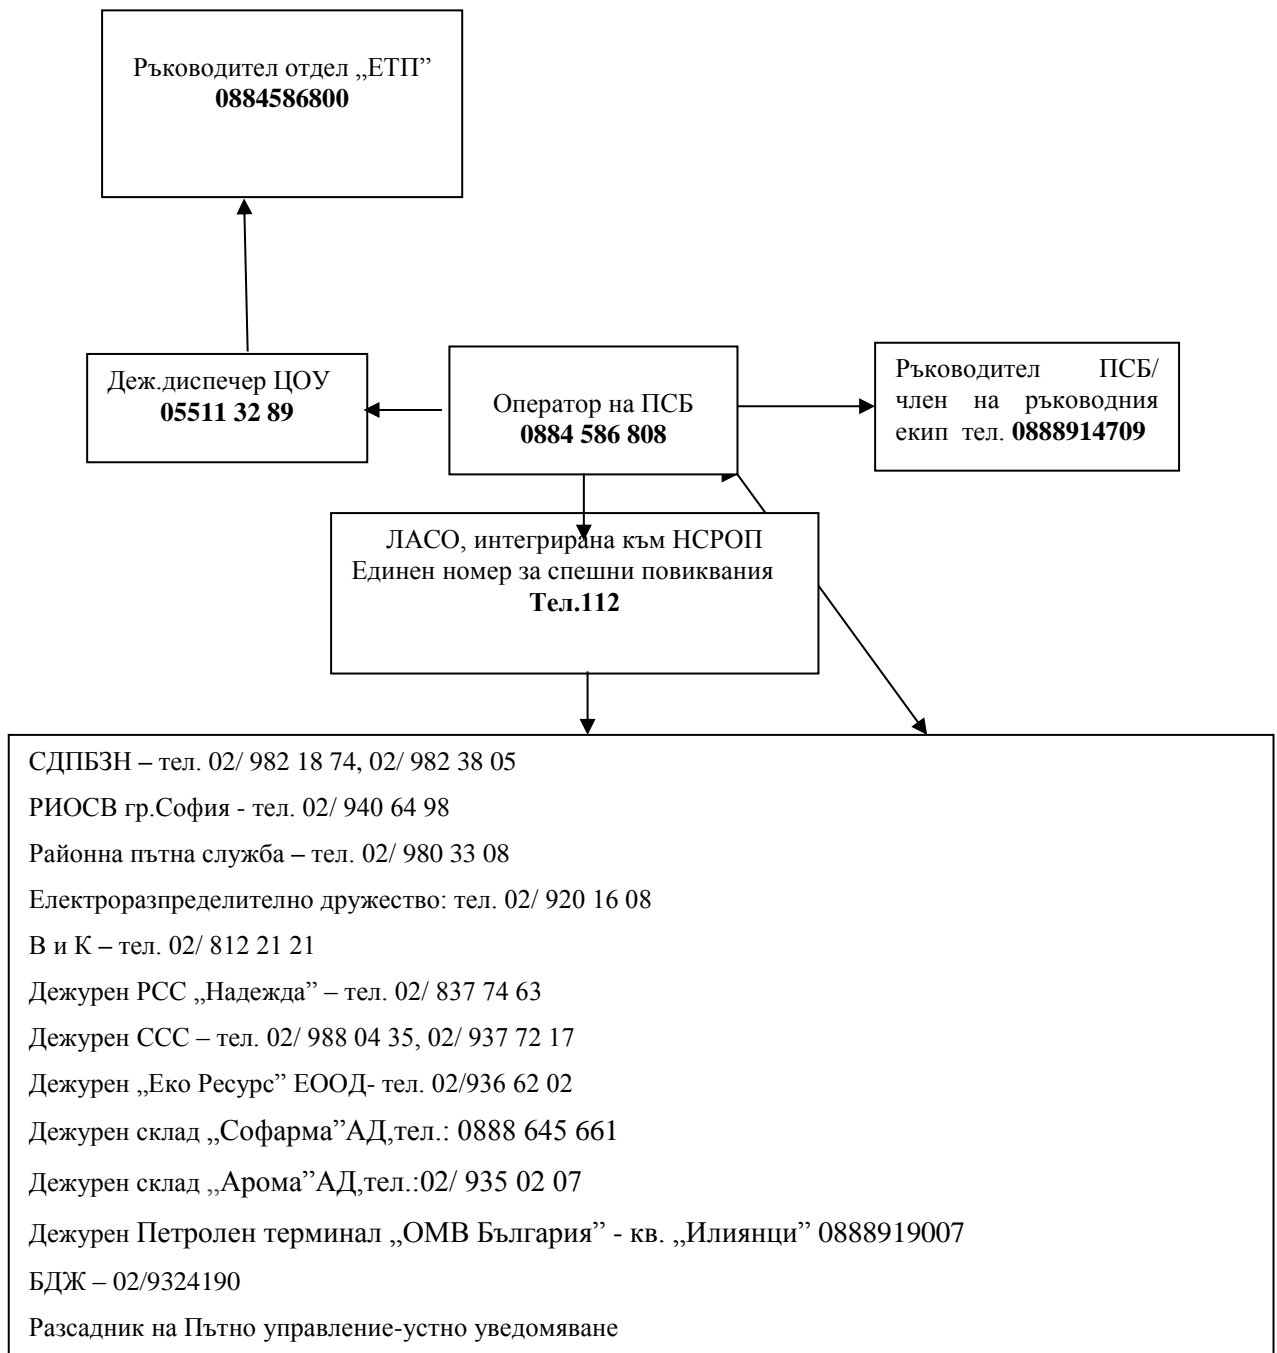 Ръководител отдел „ЕТП”
0884586800
Деж.диспечер ЦОУ
05511 32 89
Оператор на ПСБ
0884 586 808
Ръководител ПСБ/
член на ръководния
екип тел. 0888914709
ЛАСО, интегрирана към НСРОП
Единен номер за спешни повиквания
Тел.112
СДПБЗН – тел. 02/ 982 18 74, 02/ 982 38 05
РИОСВ гр.София - тел. 02/ 940 64 98
Районна пътна служба – тел. 02/ 980 33 08
Електроразпределително дружество: тел. 02/ 920 16 08
В и К – тел. 02/ 812 21 21
Дежурен РСС „Надежда” – тел. 02/ 837 74 63
Дежурен ССС – тел. 02/ 988 04 35, 02/ 937 72 17
Дежурен „Еко Ресурс” ЕООД- тел. 02/936 62 02
Дежурен склад „Софарма”АД,тел.: 0888 645 661
Дежурен склад „Арома”АД,тел.:02/ 935 02 07
Дежурен Петролен терминал „ОМВ България” - кв. „Илиянци” 0888919007
БДЖ – 02/9324190
Разсадник на Пътно управление-устно уведомяване